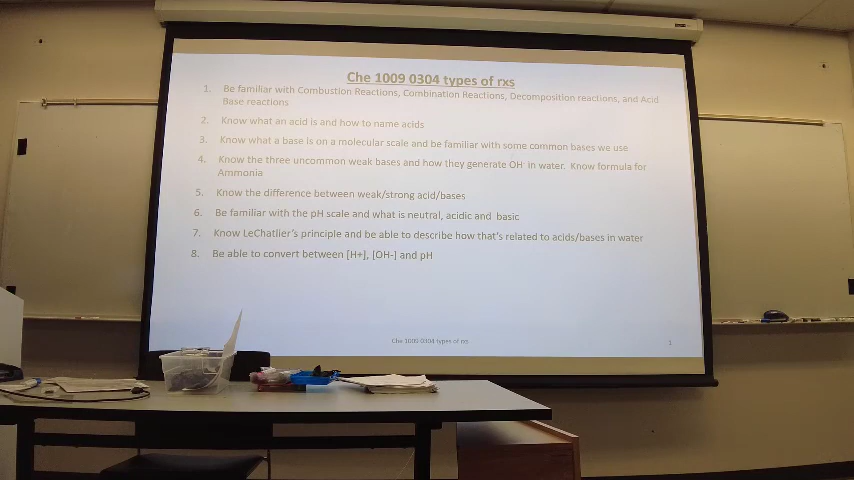 Che 1009 0304 types of rxs
1. Be familiar with Combustion Reactions, Combination Reactions, Decomposition reactions, and Acid
Base reactions
2. Know what an acid is and how to name acids
3. Know what a base is on a molecular scale and be familiar with some common bases we use
4. Know the three uncommon weak bases and how they generate OH⁻ in water. Know formula for
Ammonia
5. Know the difference between weak/strong acid/bases
6. Be familiar with the pH scale and what is neutral, acidic and basic
7. Know LeChatlier's principle and be able to describe how that's related to acids/bases in water
8. Be able to convert between [H+], [OH-] and pH
Che 1009 0304 types of rxs
1